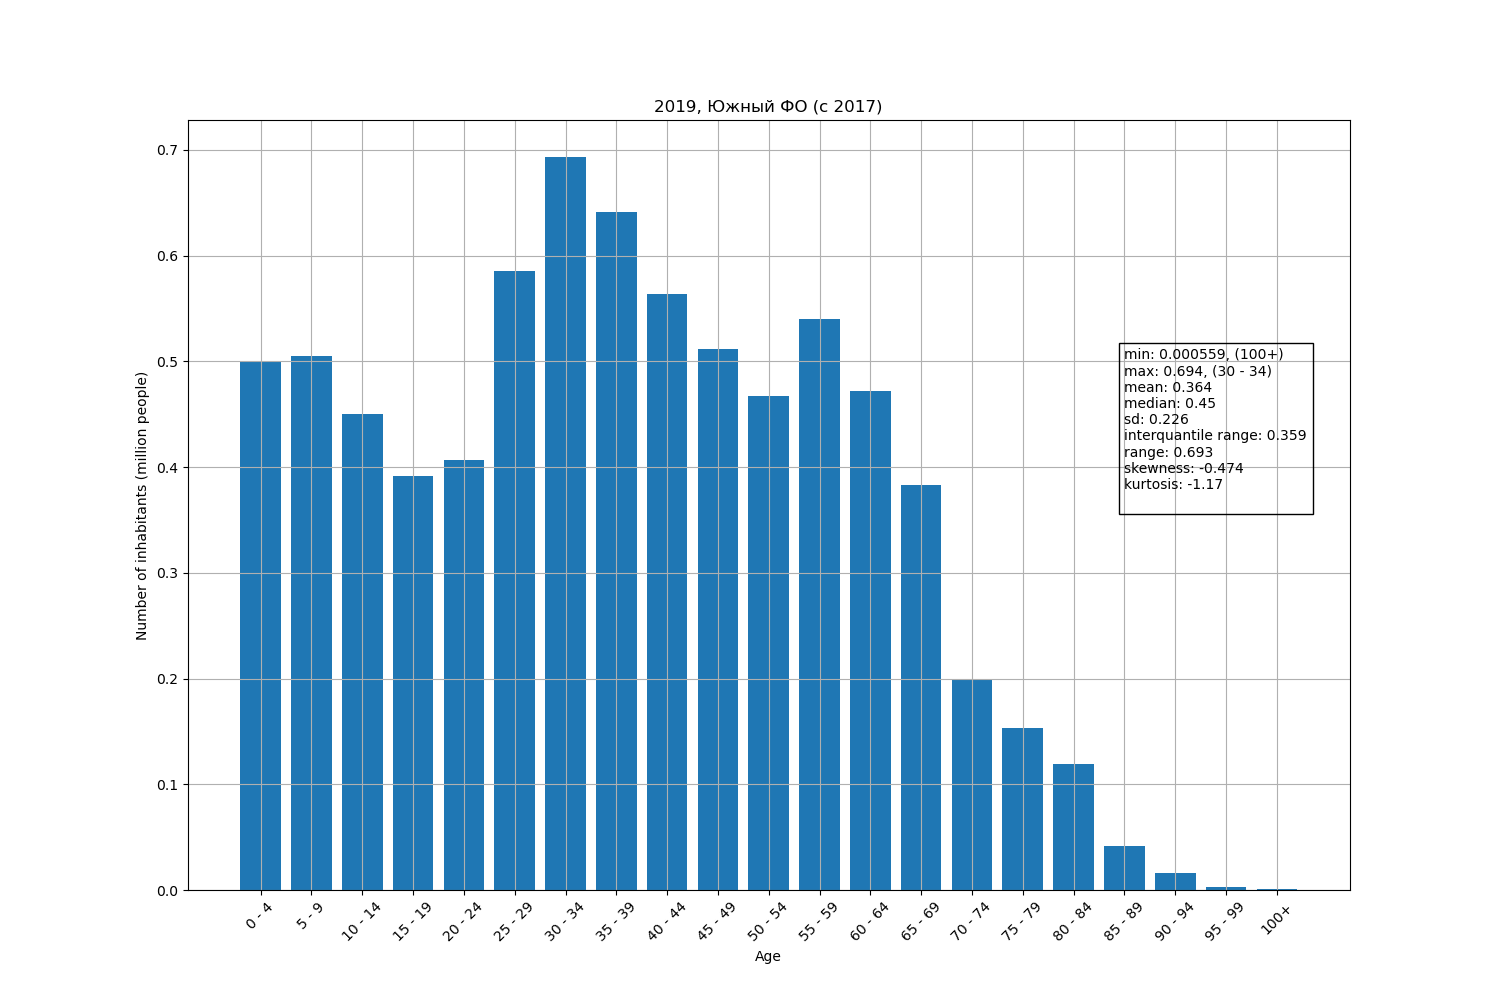 2019, Южный ФО (с 2017)
0.7
0.6
0.5
0.4
0.3
0.2
0.1
0.0
Number of inhabitants (million people)
min: 0.000559, (100+)
max: 0.694, (30 - 34)
mean: 0.364
median: 0.45
sd: 0.226
interquantile range: 0.359
range: 0.693
skewness: -0.474
kurtosis: -1.17
0 - 4
5 - 9
10 - 14
15 - 19
20 - 24
25 - 29
30 - 34
35 - 39
40 - 44
45 - 49
50 - 54
55 - 59
60 - 64
65 - 69
70 - 74
75 - 79
80 - 84
85 - 89
90 - 94
95 - 99
100+
Age